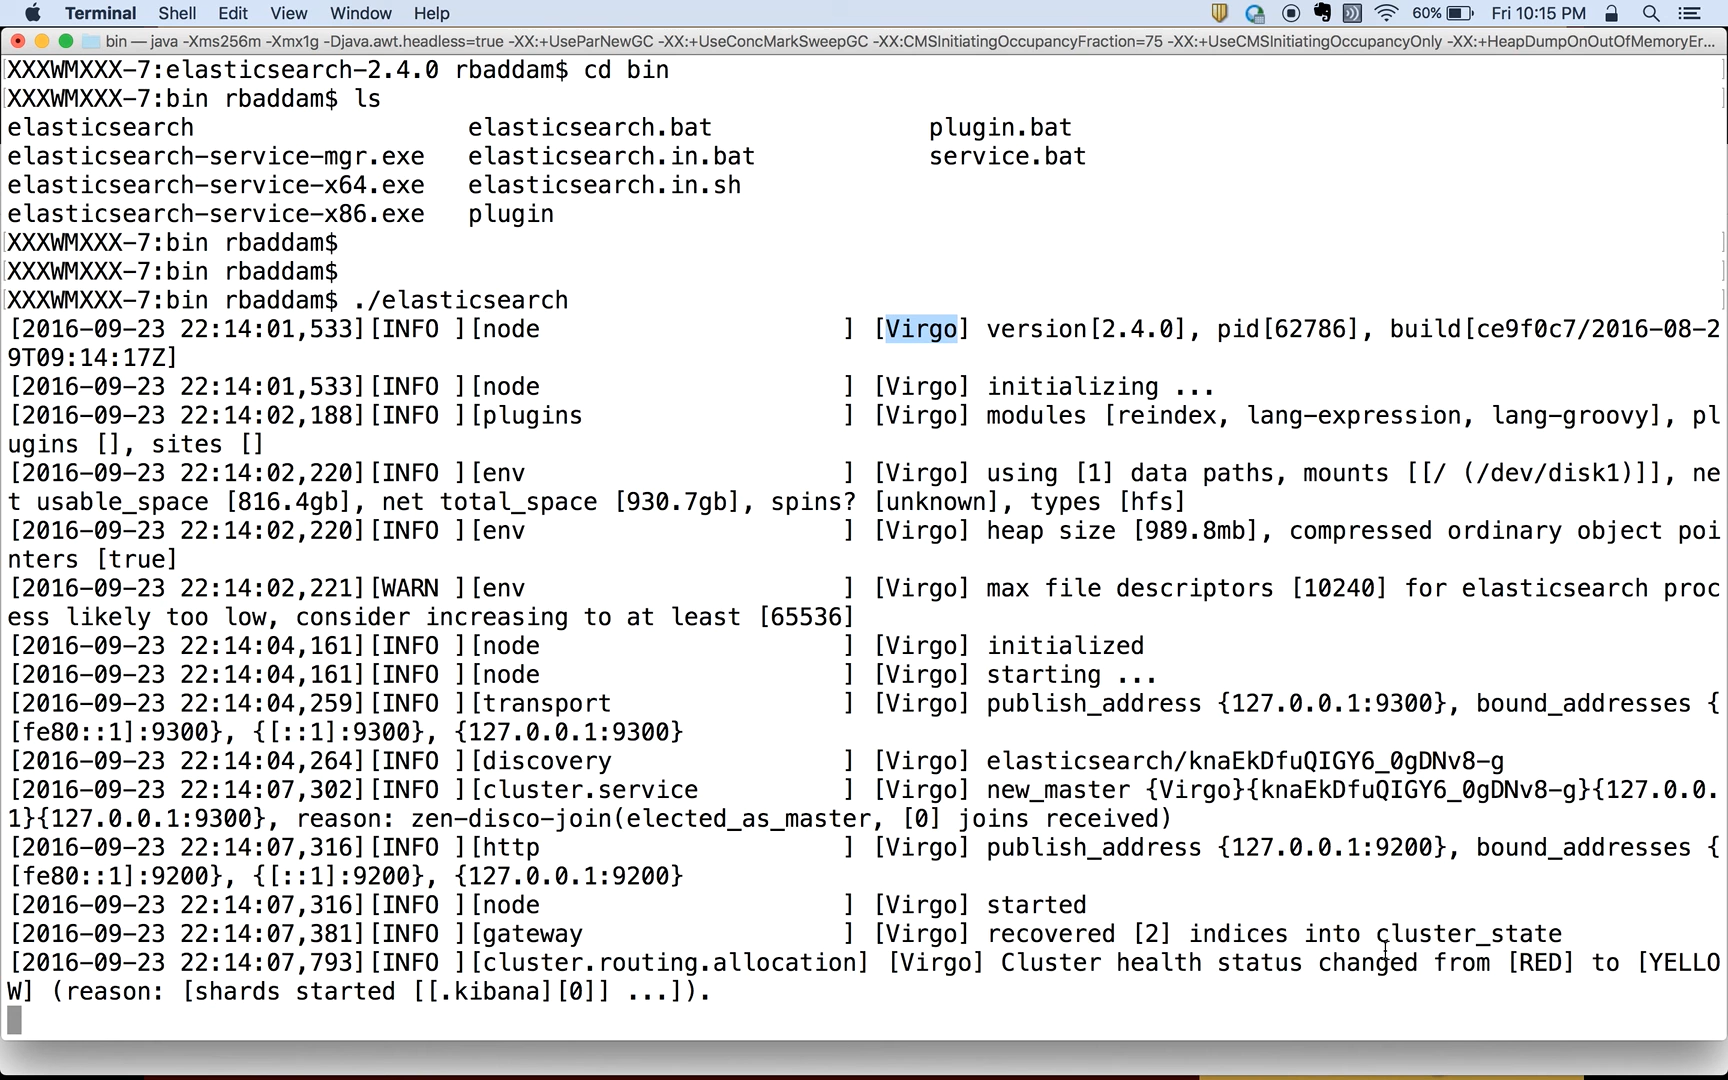 Terminal Shell Edit View Window Help 60% Fri 10:15 PM
bin — java -Xms256m -Xmx1g -Djava.awt.headless=true -XX:+UseParNewGC -XX:+UseConcMarkSweepGC -XX:CMSInitiatingOccupancyFraction=75 -XX:+UseCMSInitiatingOccupancyOnly -XX:+HeapDumpOnOutOfMemoryEr...
XXXWMXXX-7:elasticsearch-2.4.0 rbaddam$ cd bin
XXXWMXXX-7:bin rbaddam$ ls
elasticsearch elasticsearch.bat plugin.bat
elasticsearch-service-mgr.exe elasticsearch.in.bat service.bat
elasticsearch-service-x64.exe elasticsearch.in.sh
elasticsearch-service-x86.exe plugin
XXXWMXXX-7:bin rbaddam$
XXXWMXXX-7:bin rbaddam$
XXXWMXXX-7:bin rbaddam$ ./elasticsearch
[2016-09-23 22:14:01,533][INFO ][node ] [Virgo] version[2.4.0], pid[62786], build[ce9f0c7/2016-08-2
9T09:14:17Z]
[2016-09-23 22:14:01,533][INFO ][node ] [Virgo] initializing ...
[2016-09-23 22:14:02,188][INFO ][plugins ] [Virgo] modules [reindex, lang-expression, lang-groovy], pl
ugins [], sites []
[2016-09-23 22:14:02,220][INFO ][env ] [Virgo] using [1] data paths, mounts [[/ (/dev/disk1)]], ne
t usable_space [816.4gb], net total_space [930.7gb], spins? [unknown], types [hfs]
[2016-09-23 22:14:02,220][INFO ][env ] [Virgo] heap size [989.8mb], compressed ordinary object poi
nters [true]
[2016-09-23 22:14:02,221][WARN ][env ] [Virgo] max file descriptors [10240] for elasticsearch proc
ess likely too low, consider increasing to at least [65536]
[2016-09-23 22:14:04,161][INFO ][node ] [Virgo] initialized
[2016-09-23 22:14:04,161][INFO ][node ] [Virgo] starting ...
[2016-09-23 22:14:04,259][INFO ][transport ] [Virgo] publish_address {127.0.0.1:9300}, bound_addresses {
[fe80::1]:9300}, {[::1]:9300}, {127.0.0.1:9300}
[2016-09-23 22:14:04,264][INFO ][discovery ] [Virgo] elasticsearch/knaEkDfuQIGY6_0gDNv8-g
[2016-09-23 22:14:07,302][INFO ][cluster.service ] [Virgo] new_master {Virgo}{knaEkDfuQIGY6_0gDNv8-g}{127.0.0.
1}{127.0.0.1:9300}, reason: zen-disco-join(elected_as_master, [0] joins received)
[2016-09-23 22:14:07,316][INFO ][http ] [Virgo] publish_address {127.0.0.1:9200}, bound_addresses {
[fe80::1]:9200}, {[::1]:9200}, {127.0.0.1:9200}
[2016-09-23 22:14:07,316][INFO ][node ] [Virgo] started
[2016-09-23 22:14:07,381][INFO ][gateway ] [Virgo] recovered [2] indices into cluster_state
[2016-09-23 22:14:07,793][INFO ][cluster.routing.allocation] [Virgo] Cluster health status changed from [RED] to [YELLO
W] (reason: [shards started [[.kibana][0]] ...]).